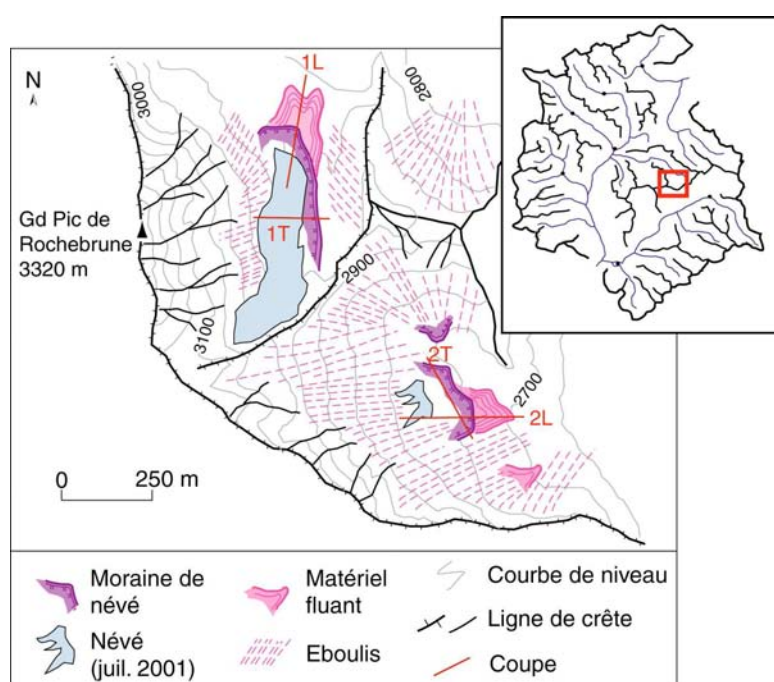 N
3000
1L
2800
Gd Pic de
Rochebrune
3320 m
1T
2900
3100
2T
2700
2L
0 250 m
Moraine de
névé
Matériel
fluant
Courbe de niveau
Névé
(juil. 2001)
Eboulis
Ligne de crête
Coupe